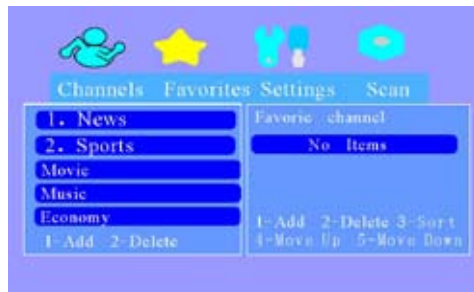 Channels Favorites Settings Scan
1. News
2. Sports
Movie
Music
Economy
1-Add 2-Delete
Favorie channel
No Items
1-Add 2-Delete 3-Sort
4-Move Up 5-Move Down